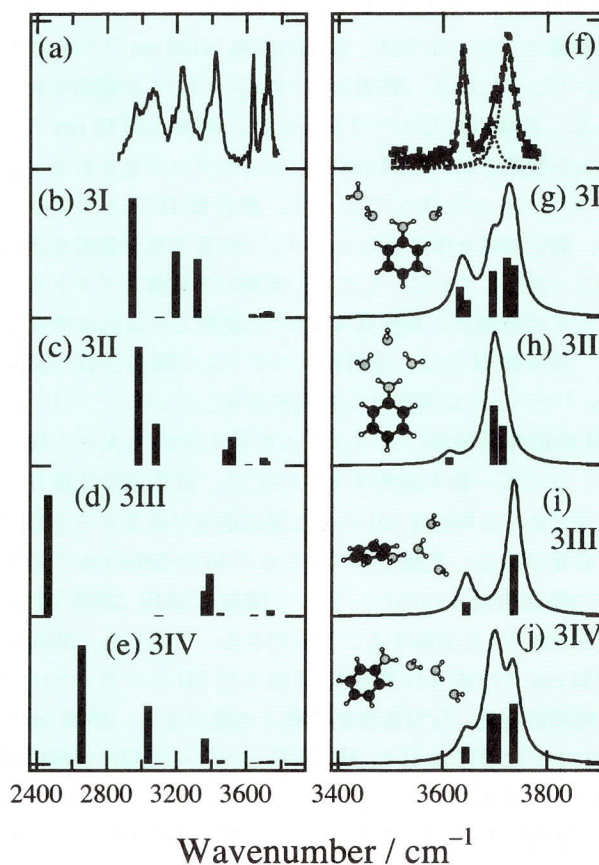 (a)
(f)
(b) 3I
(g) 3I
(c) 3II
(h) 3II
(d) 3III
(i)
3III
(e) 3IV
(j) 3IV
2400 2800 3200 3600
3400 3600 3800
Wavenumber / cm⁻¹